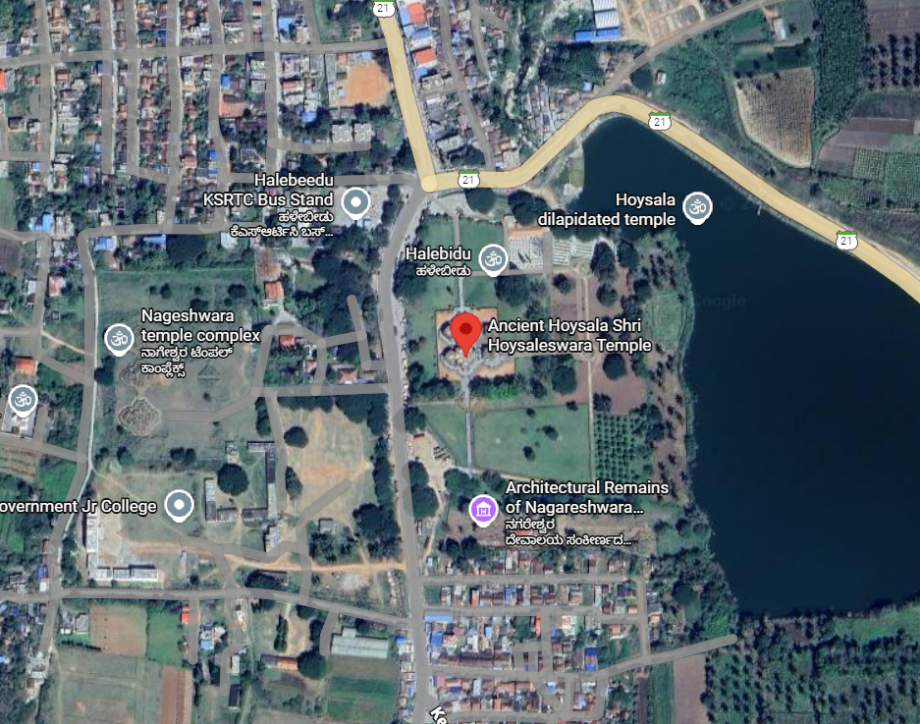 21
21
21
Halebeedu
KSRTC Bus Stand
ಹಳೇಬೀಡು
ಕೆಎಸ್ಆರ್ಟಿಸಿ ಬಸ್...
Hoysala
dilapidated temple
21
Halebidu
ಹಳೇಬೀಡು
Google
Nageshwara
temple complex
ನಾಗೇಶ್ವರ ಟೆಂಪಲ್
ಕಾಂಪ್ಲೆಕ್ಸ್
Ancient Hoysala Shri
Hoysaleswara Temple
overnment Jr College
Architectural Remains
of Nagareshwara...
ನಗರೇಶ್ವರ
ದೇವಾಲಯ ಸಂಕೀರ್ಣದ...
Ke